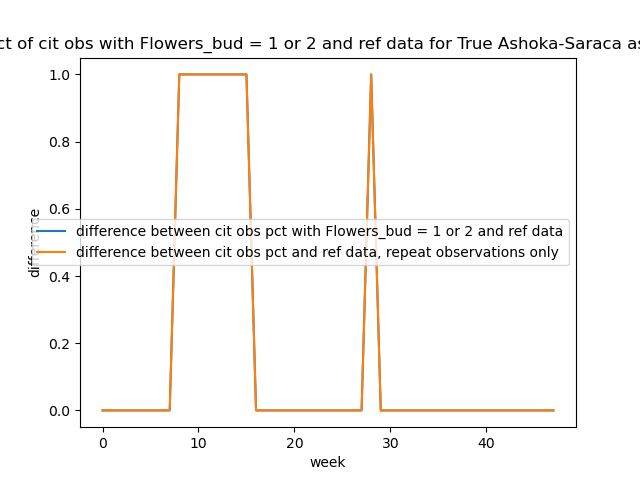 ct of cit obs with Flowers_bud = 1 or 2 and ref data for True Ashoka-Saraca as
1.0
0.8
0.6
0.4
0.2
0.0
difference
difference between cit obs pct with Flowers_bud = 1 or 2 and ref data
difference between cit obs pct and ref data, repeat observations only
0 10 20 30 40
week